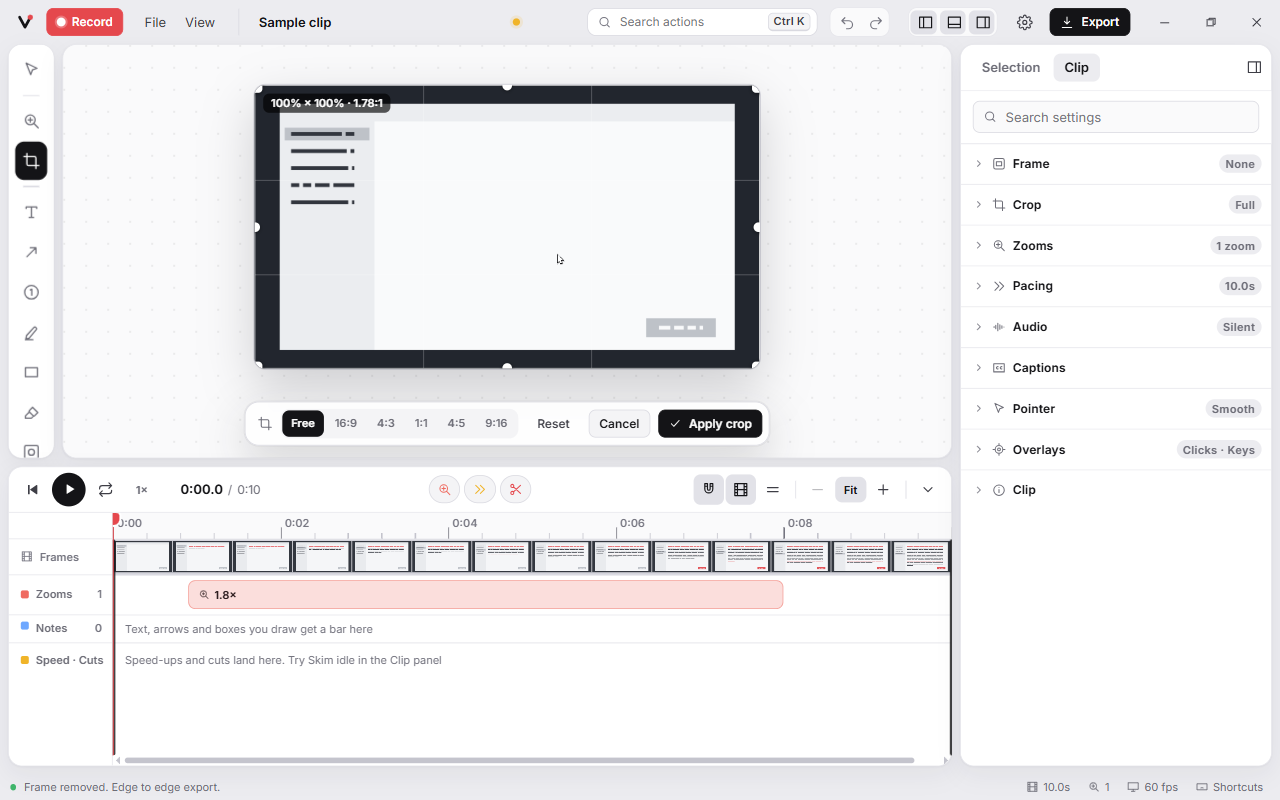 Record File View Sample clip Search actions Ctrl K Export
Selection Clip
100% × 100% · 1.78:1
Search settings
Frame None
Crop Full
Zooms 1 zoom
Pacing 10.0s
Audio Silent
Captions
Pointer Smooth
Overlays Clicks · Keys
Clip
Free 16:9 4:3 1:1 4:5 9:16 Reset Cancel Apply crop
1× 0:00.0 / 0:10 Fit
0:00 0:02 0:04 0:06 0:08
Frames
Zooms 1 1.8×
Notes 0 Text, arrows and boxes you draw get a bar here
Speed · Cuts Speed-ups and cuts land here. Try Skim idle in the Clip panel
Frame removed. Edge to edge export. 10.0s 1 60 fps Shortcuts